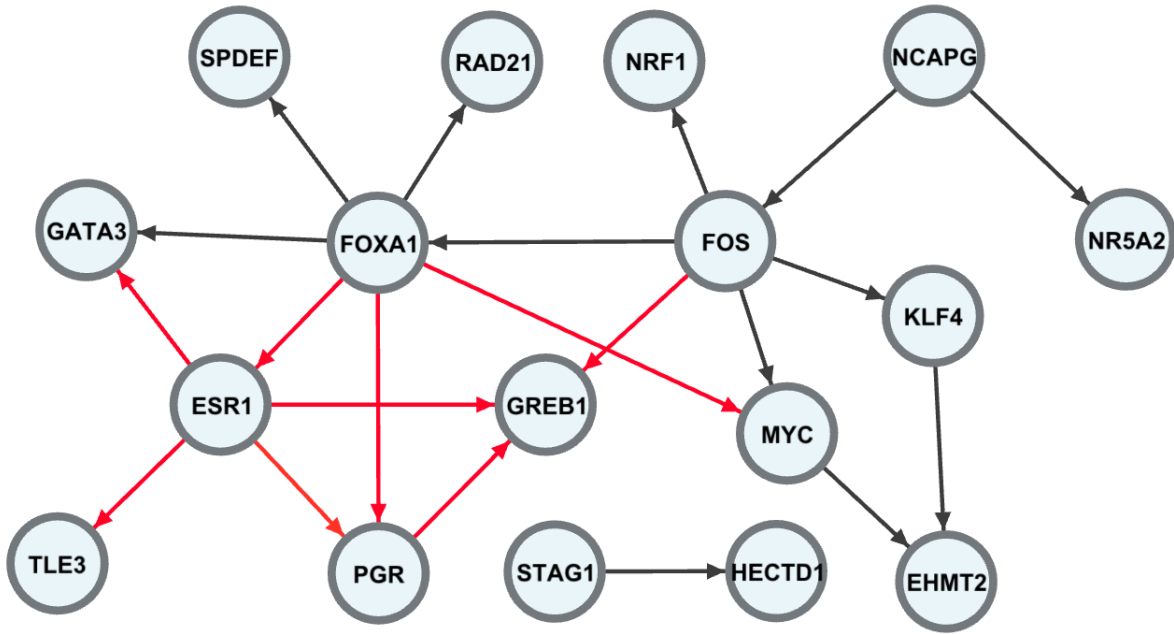 SPDEF
RAD21
NRF1
NCAPG
GATA3
FOXA1
FOS
NR5A2
KLF4
ESR1
GREB1
MYC
TLE3
PGR
STAG1
HECTD1
EHMT2